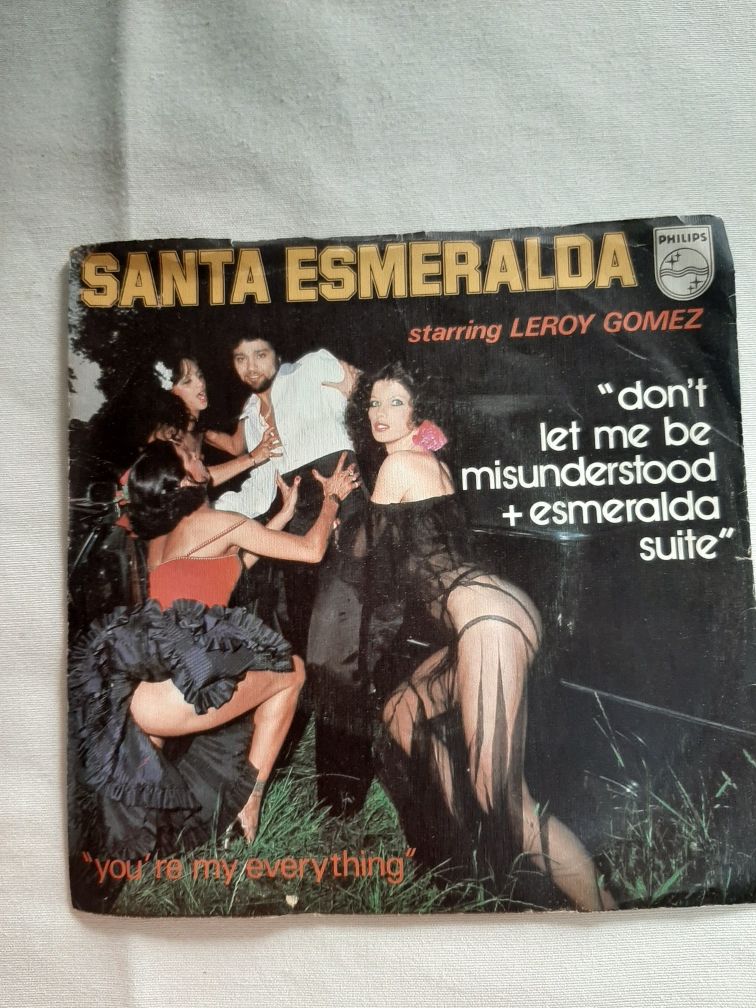 SANTA ESMERALDA
PHILIPS
starring LEROY GOMEZ
"don't
let me be
misunderstood
+ esmeralda
suite"
"you're my everything"